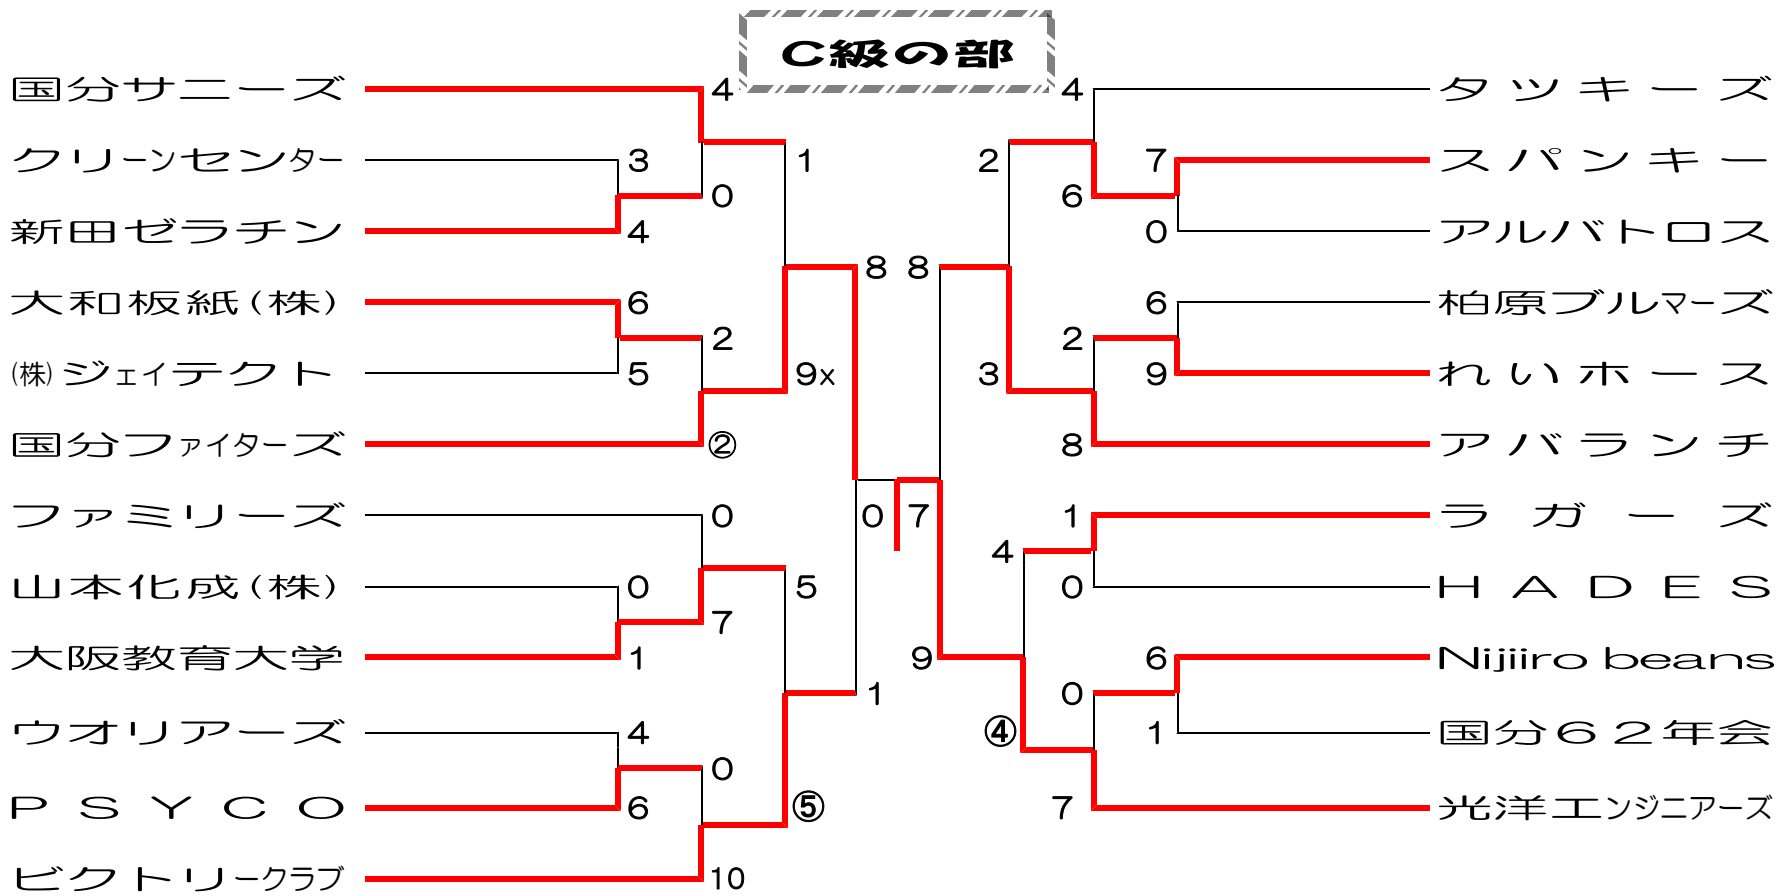 C級の部
国分サニーズ 4 4 タツキーズ
クリーンセンター 3 1 2 7 スパンキー
0 6
新田ゼラチン 4 0 アルバトロス
8 8
大和板紙(株) 6 6 柏原ブルマーズ
2 2
(株)ジェイテクト 5 9x 3 9 れいホース
国分ファイターズ ② 8 アバランチ
ファミリーズ 0 0 7 1 ラガーズ
4
山本化成(株) 0 5 0 HADES
7
大阪教育大学 1 9 6 Nijiiro beans
1 0
ウオリアーズ 4 ④ 1 国分62年会
0
PSYCO 6 ⑤ 7 光洋エンジニアーズ
ビクトリークラブ 10